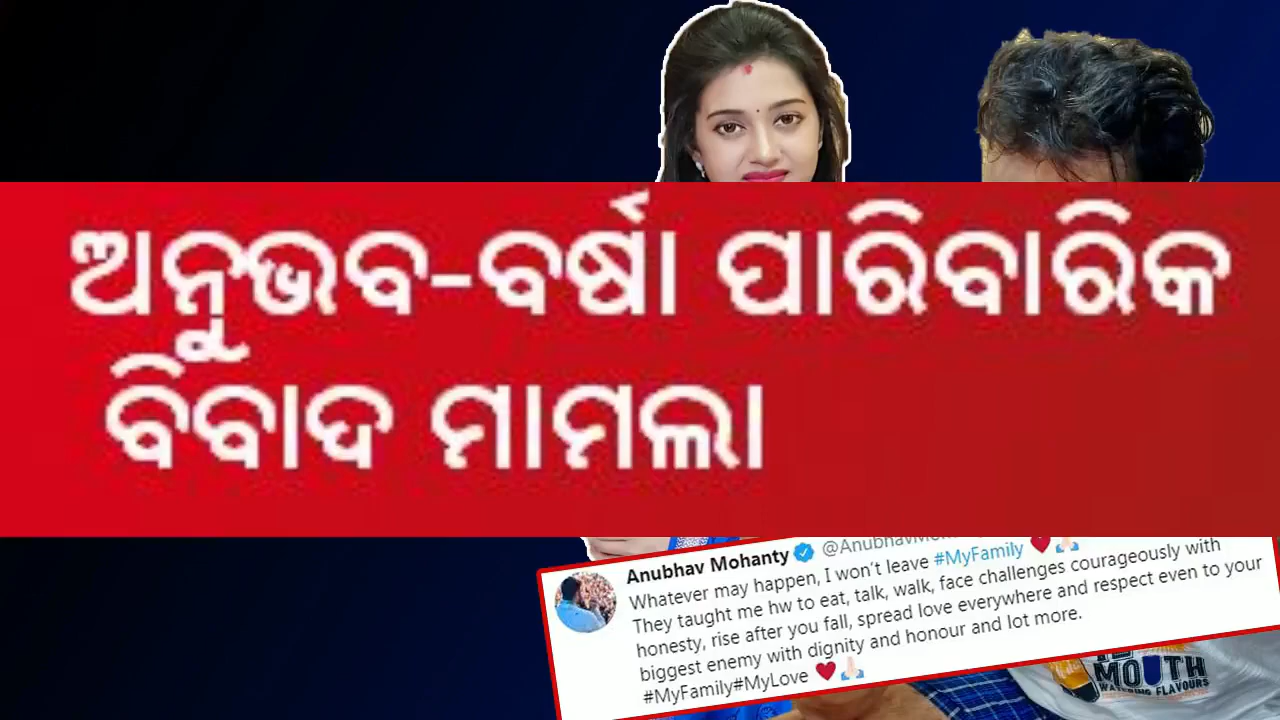 ଅନୁଭବ-ବର୍ଷା ପାରିବାରିକ
ବିବାଦ ମାମଲା
Anubhav Mohanty
Whatever may happen, I won't leave #MyFamily ❤️🙏🏻
They taught me hw to eat, talk, walk, face challenges courageously with
honesty, rise after you fall, spread love everywhere and respect even to your
biggest enemy with dignity and honour and lot more.
#MyFamily#MyLove ❤️🙏🏻
MOUTH
WATERING FLAVOURS